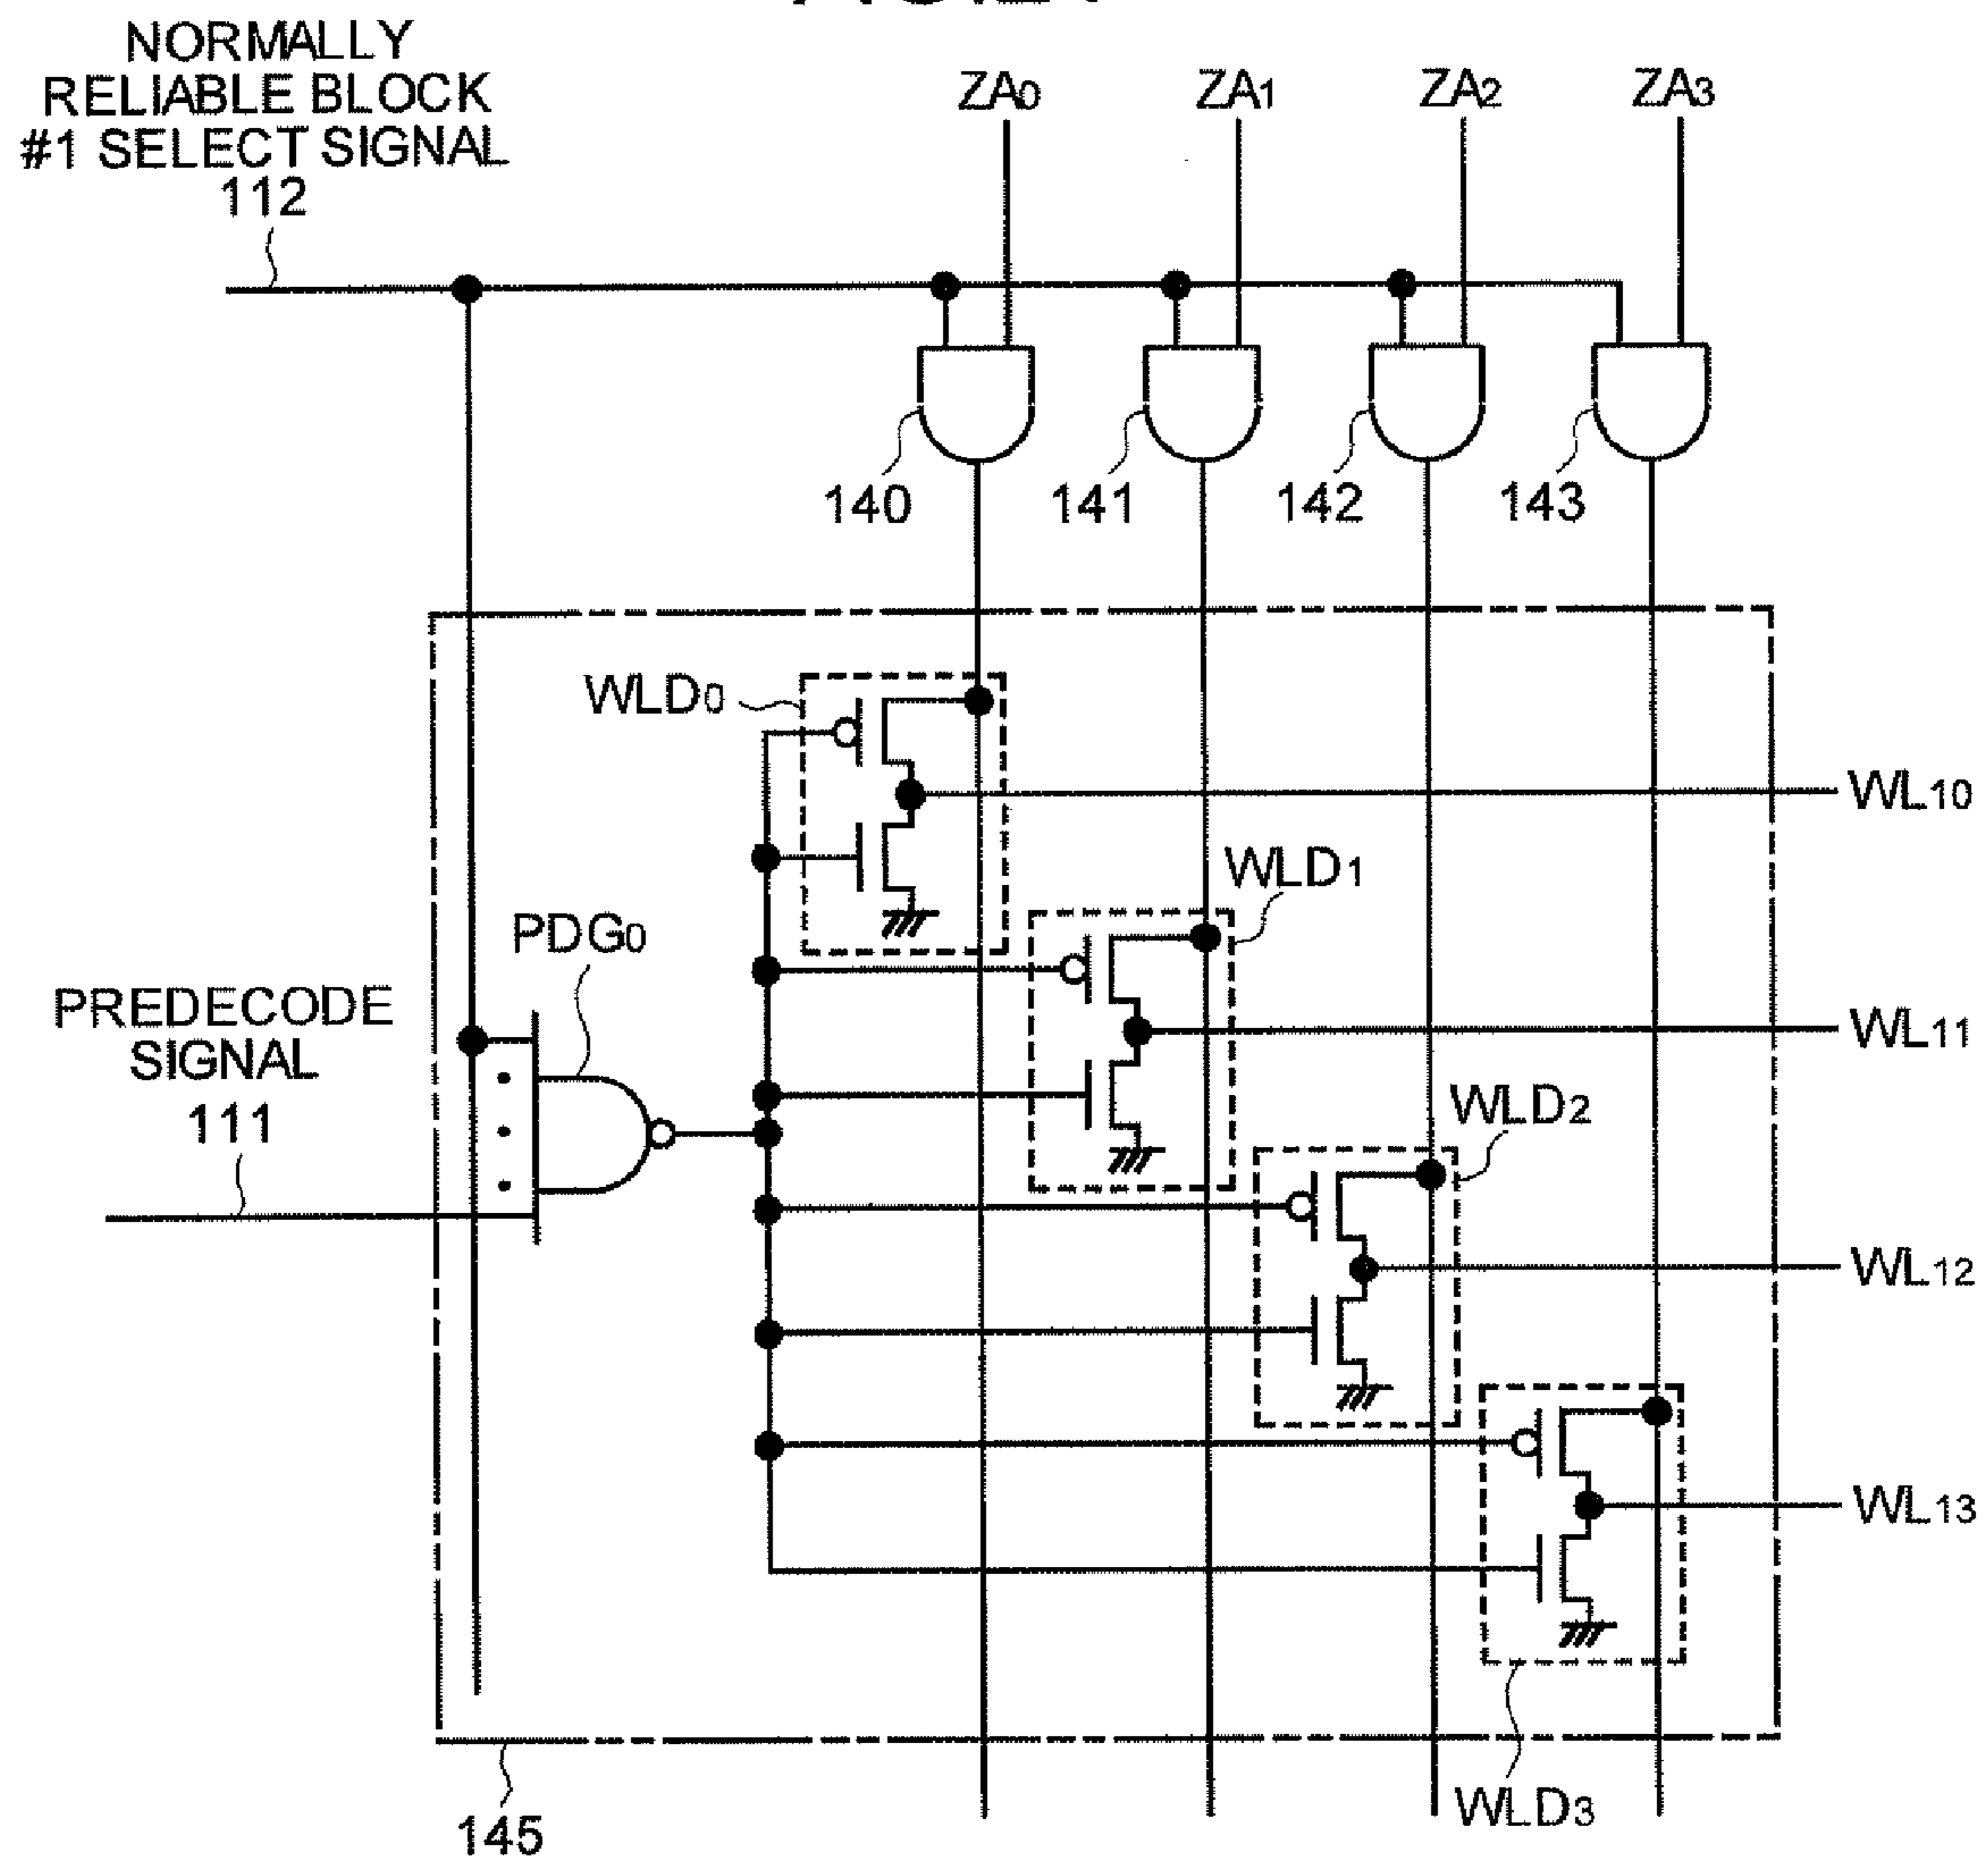 NORMALLY
RELIABLE BLOCK
#1 SELECT SIGNAL
112
ZA0
ZA1
ZA2
ZA3
140
141
142
143
WLD0
WL10
WLD1
PDG0
PREDECODE
SIGNAL
111
WL11
WLD2
WL12
WL13
WLD3
145